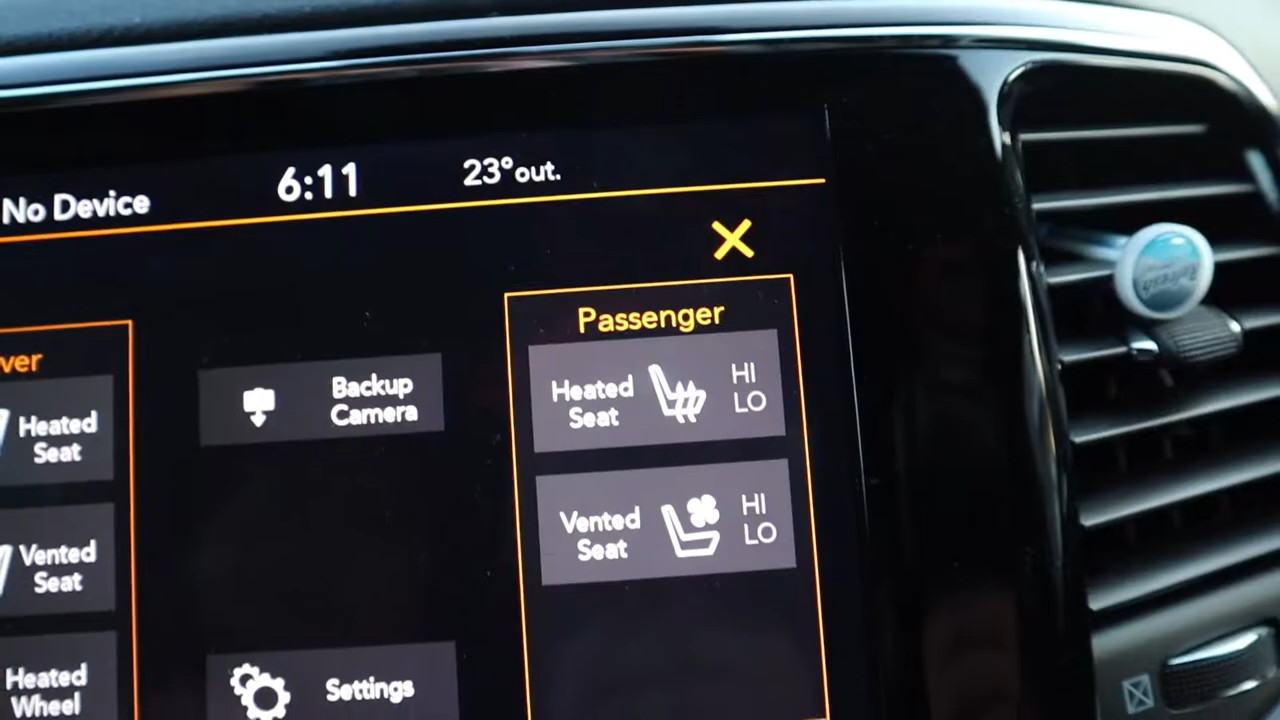 No Device
6:11
23° out.
Passenger
ver
Heated
Seat
Vented
Seat
Heated
Wheel
Backup
Camera
Settings
Heated
Seat
HI
LO
Vented
Seat
HI
LO
Refresh